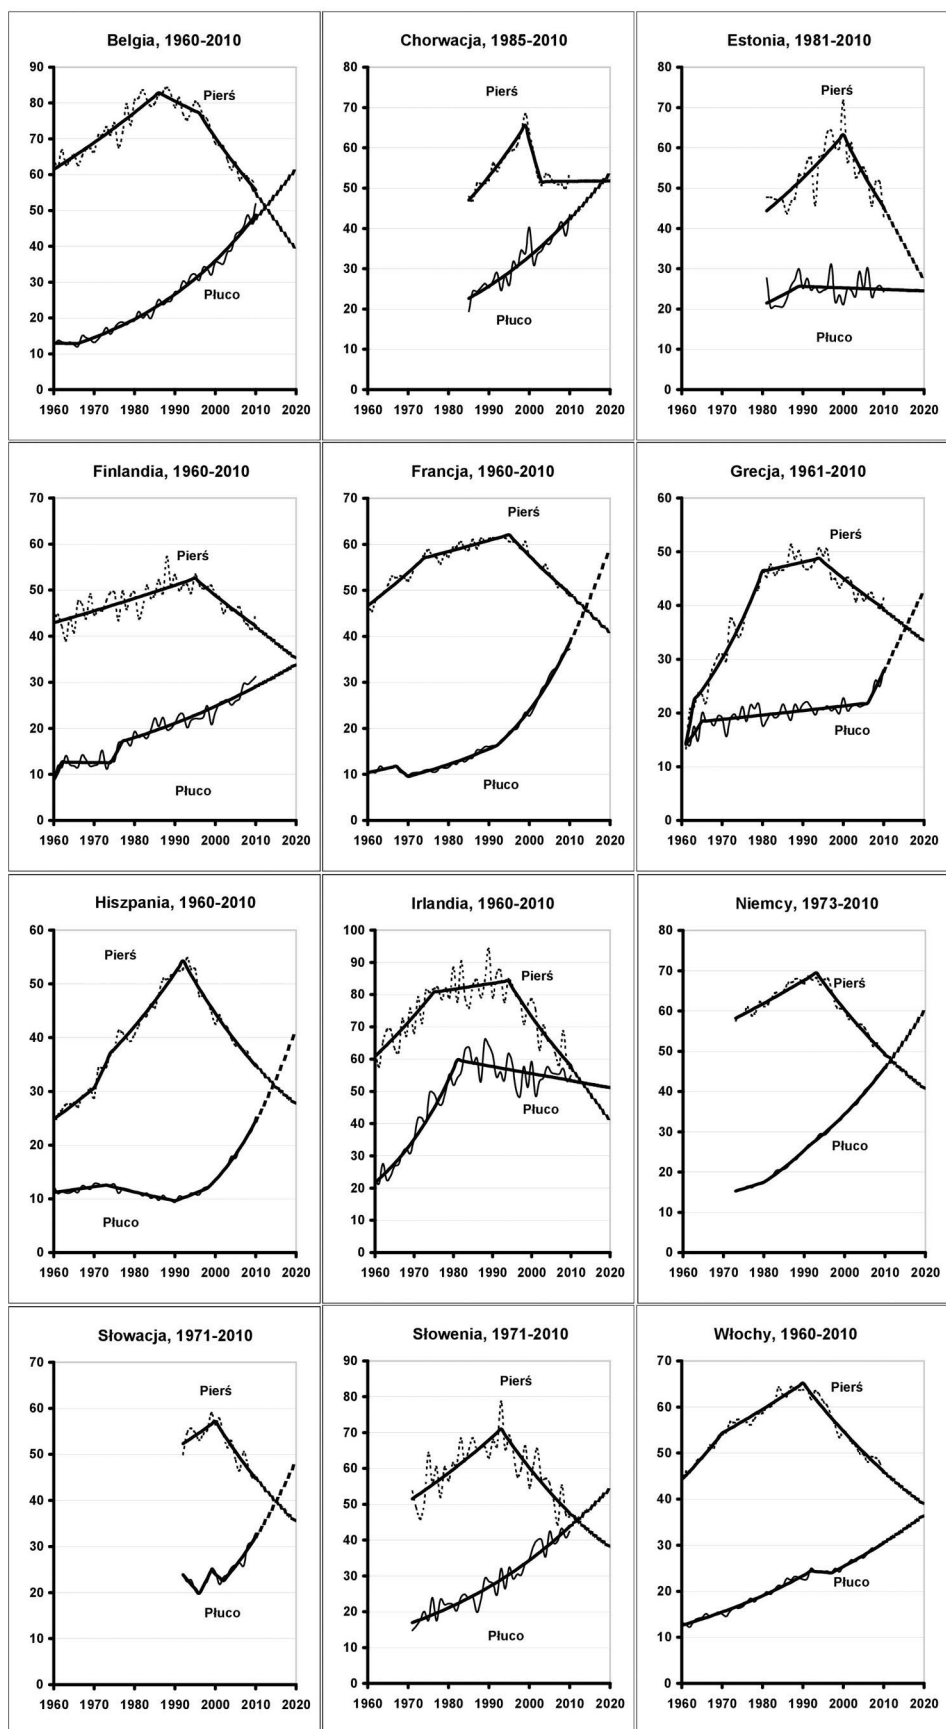 Belgia, 1960-2010
90
80
70
60
50
40
30
20
10
0
Pierś
Płuco
1960 1970 1980 1990 2000 2010 2020
Chorwacja, 1985-2010
80
70
60
50
40
30
20
10
0
Pierś
Płuco
1960 1970 1980 1990 2000 2010 2020
Estonia, 1981-2010
80
70
60
50
40
30
20
10
0
Pierś
Płuco
1960 1970 1980 1990 2000 2010 2020
Finlandia, 1960-2010
70
60
50
40
30
20
10
0
Pierś
Płuco
1960 1970 1980 1990 2000 2010 2020
Francja, 1960-2010
70
60
50
40
30
20
10
0
Pierś
Płuco
1960 1970 1980 1990 2000 2010 2020
Grecja, 1961-2010
60
50
40
30
20
10
0
Pierś
Płuco
1960 1970 1980 1990 2000 2010 2020
Hiszpania, 1960-2010
60
50
40
30
20
10
0
Pierś
Płuco
1960 1970 1980 1990 2000 2010 2020
Irlandia, 1960-2010
100
90
80
70
60
50
40
30
20
10
0
Pierś
Płuco
1960 1970 1980 1990 2000 2010 2020
Niemcy, 1973-2010
80
70
60
50
40
30
20
10
0
Pierś
Płuco
1960 1970 1980 1990 2000 2010 2020
Słowacja, 1971-2010
70
60
50
40
30
20
10
0
Pierś
Płuco
1960 1970 1980 1990 2000 2010 2020
Słowenia, 1971-2010
90
80
70
60
50
40
30
20
10
0
Pierś
Płuco
1960 1970 1980 1990 2000 2010 2020
Włochy, 1960-2010
70
60
50
40
30
20
10
0
Pierś
Płuco
1960 1970 1980 1990 2000 2010 2020